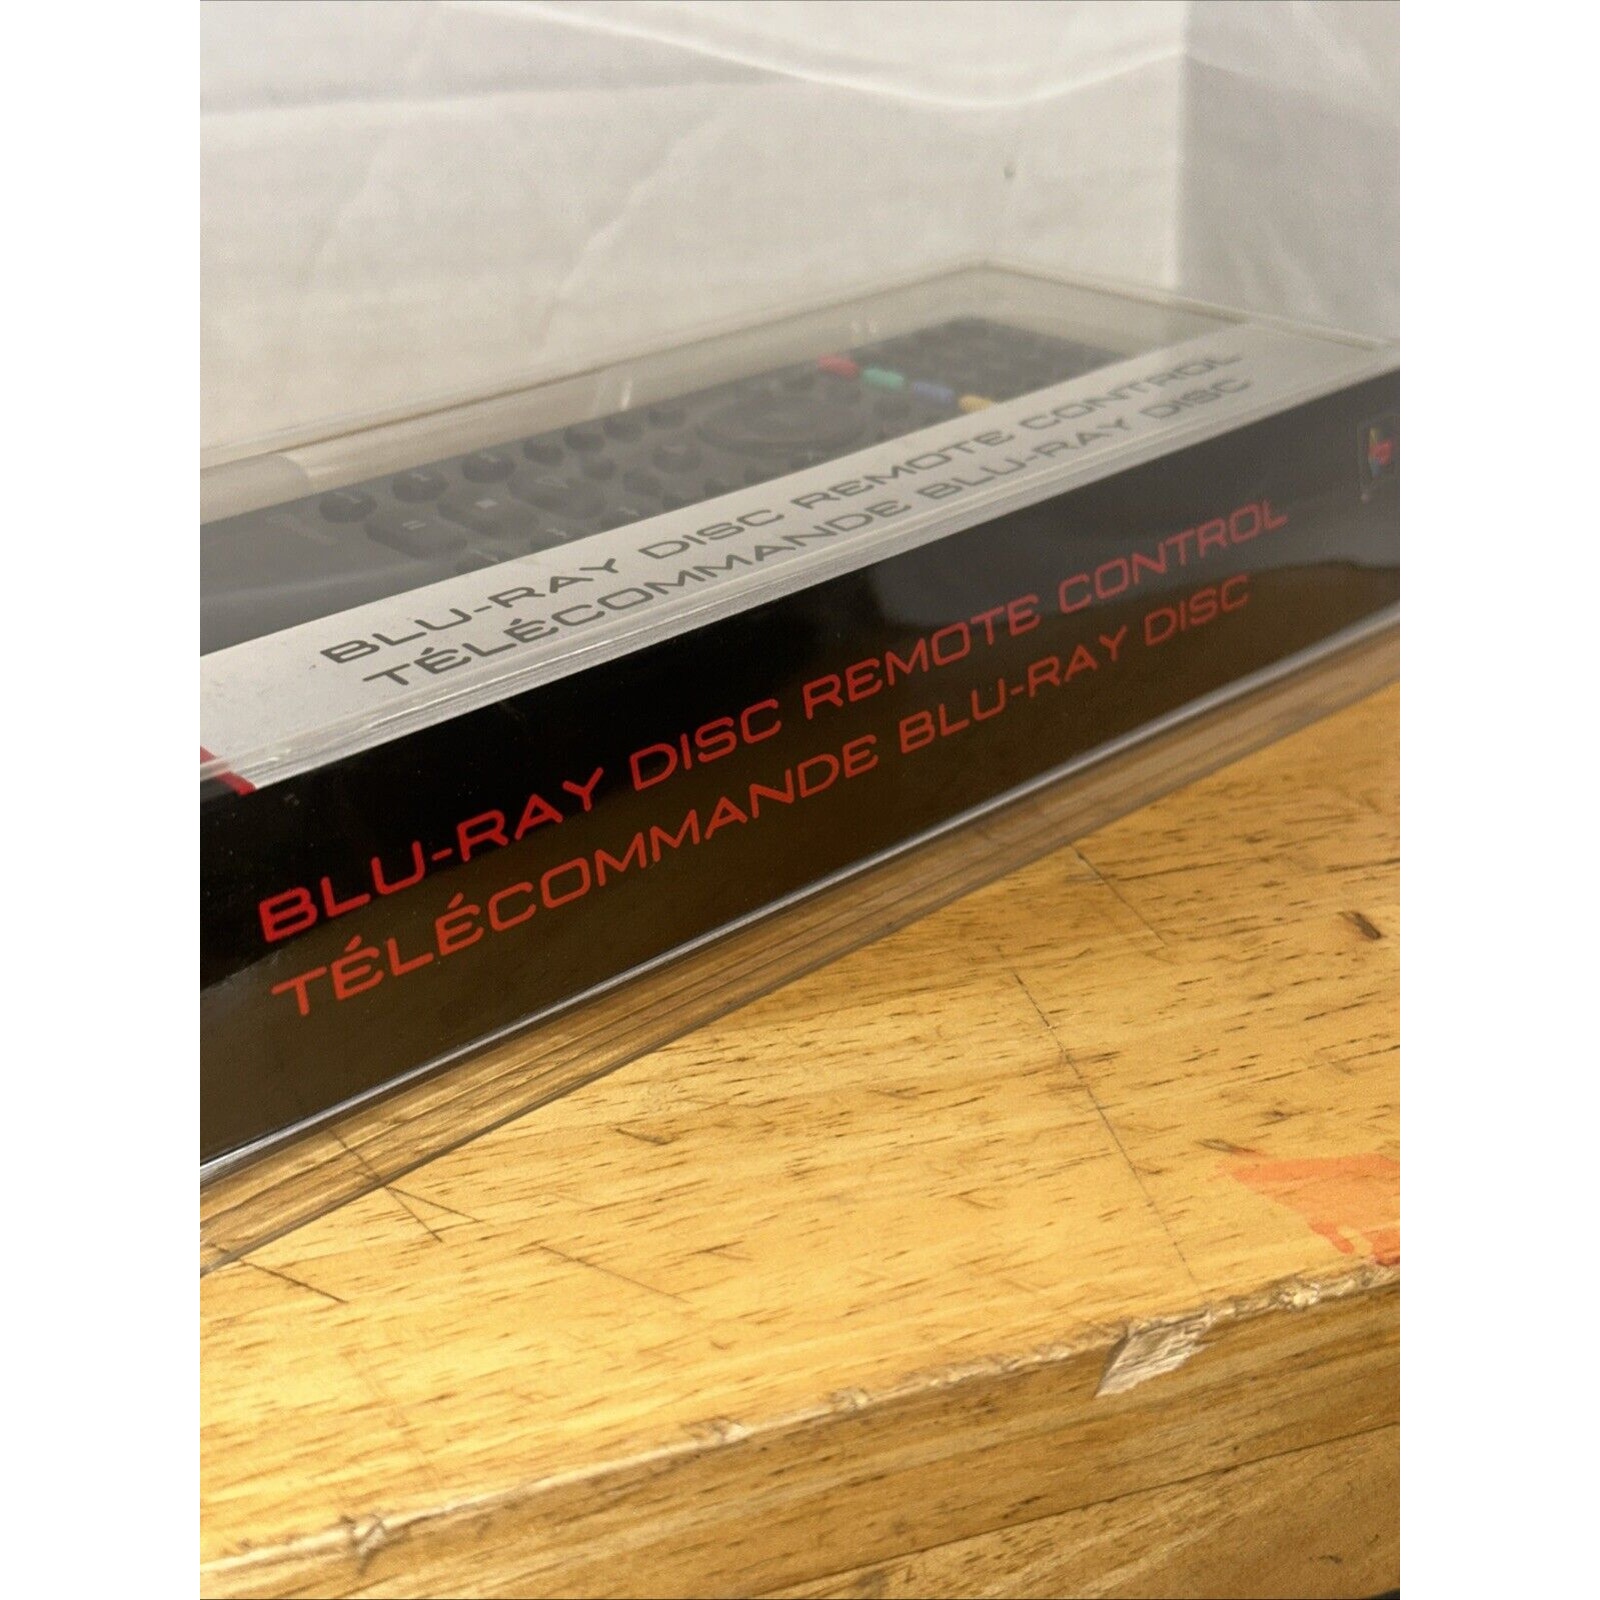 BLU-RAY DISC REMOTE CONTROL
TÉLÉCOMMANDE BLU-RAY DISC
BLU-RAY DISC REMOTE CONTROL
TÉLÉCOMMANDE BLU-RAY DISC